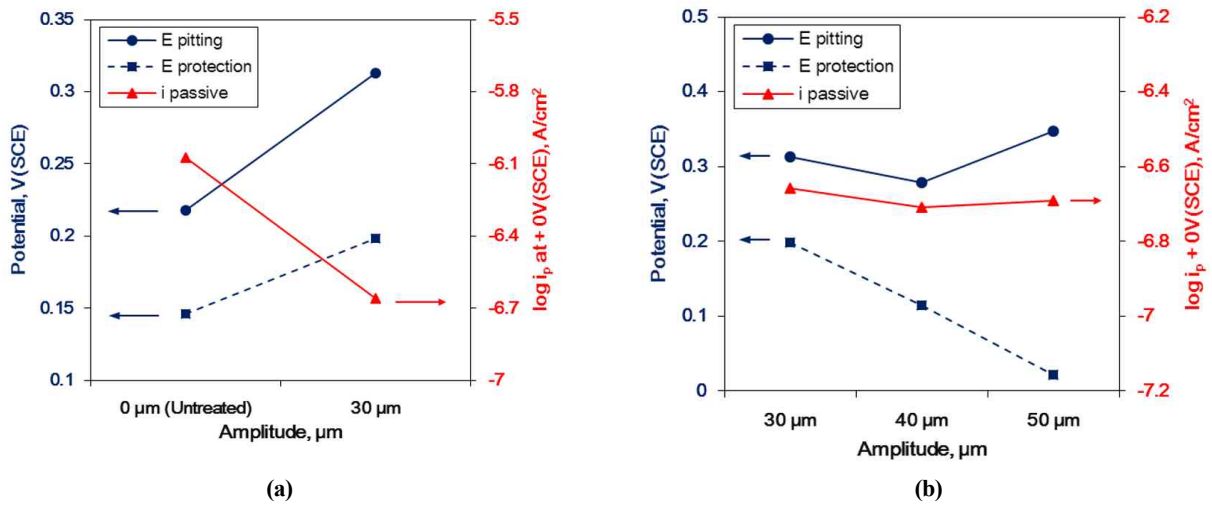 E pitting
E protection
i passive
Potential, V(SCE)
0.35
0.3
0.25
0.2
0.15
0.1
-5.5
-5.8
-6.1
-6.4
-6.7
-7
log iₚ at + 0V(SCE), A/cm²
0 µm (Untreated)
30 µm
Amplitude, µm
(a)
E pitting
E protection
i passive
Potential, V(SCE)
0.5
0.4
0.3
0.2
0.1
0
-6.2
-6.4
-6.6
-6.8
-7
-7.2
log iₚ + 0V(SCE), A/cm²
30 µm
40 µm
50 µm
Amplitude, µm
(b)